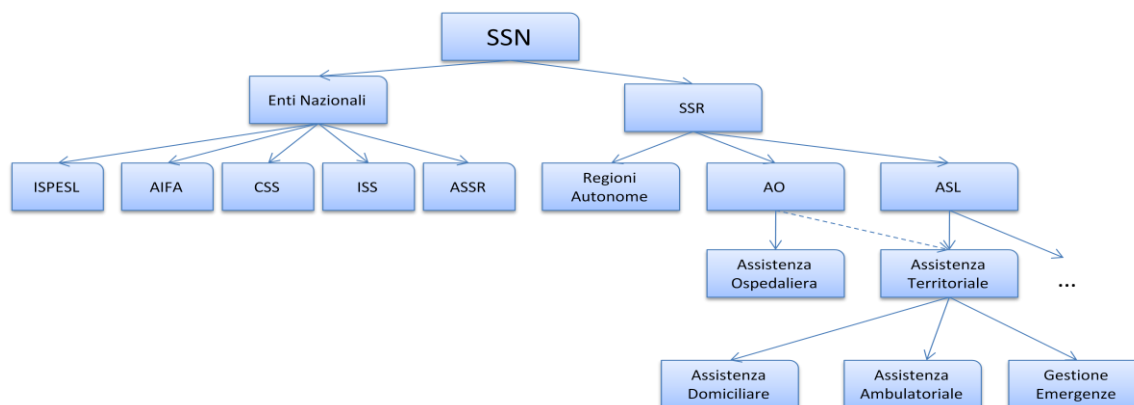 SSN
Enti Nazionali
SSR
ISPESL
AIFA
CSS
ISS
ASSR
Regioni
Autonome
AO
ASL
Assistenza
Ospedaliera
Assistenza
Territoriale
...
Assistenza
Domiciliare
Assistenza
Ambulatoriale
Gestione
Emergenze